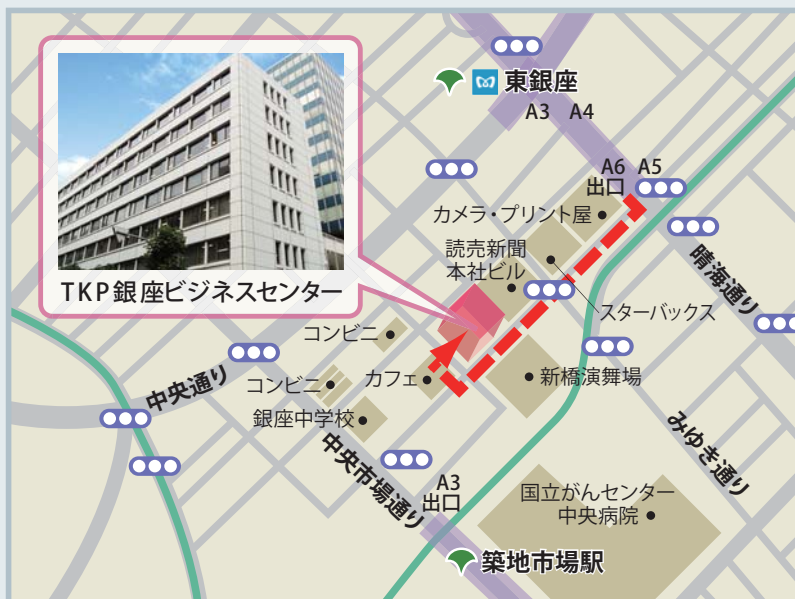 東銀座
A3 A4
A6 A5
出口
カメラ・プリント屋
読売新聞
本社ビル
スターバックス
晴海通り
TKP銀座ビジネスセンター
コンビニ
中央通り
コンビニ
カフェ
新橋演舞場
銀座中学校
みゆき通り
中央市場通り
A3
出口
国立がんセンター
中央病院
築地市場駅